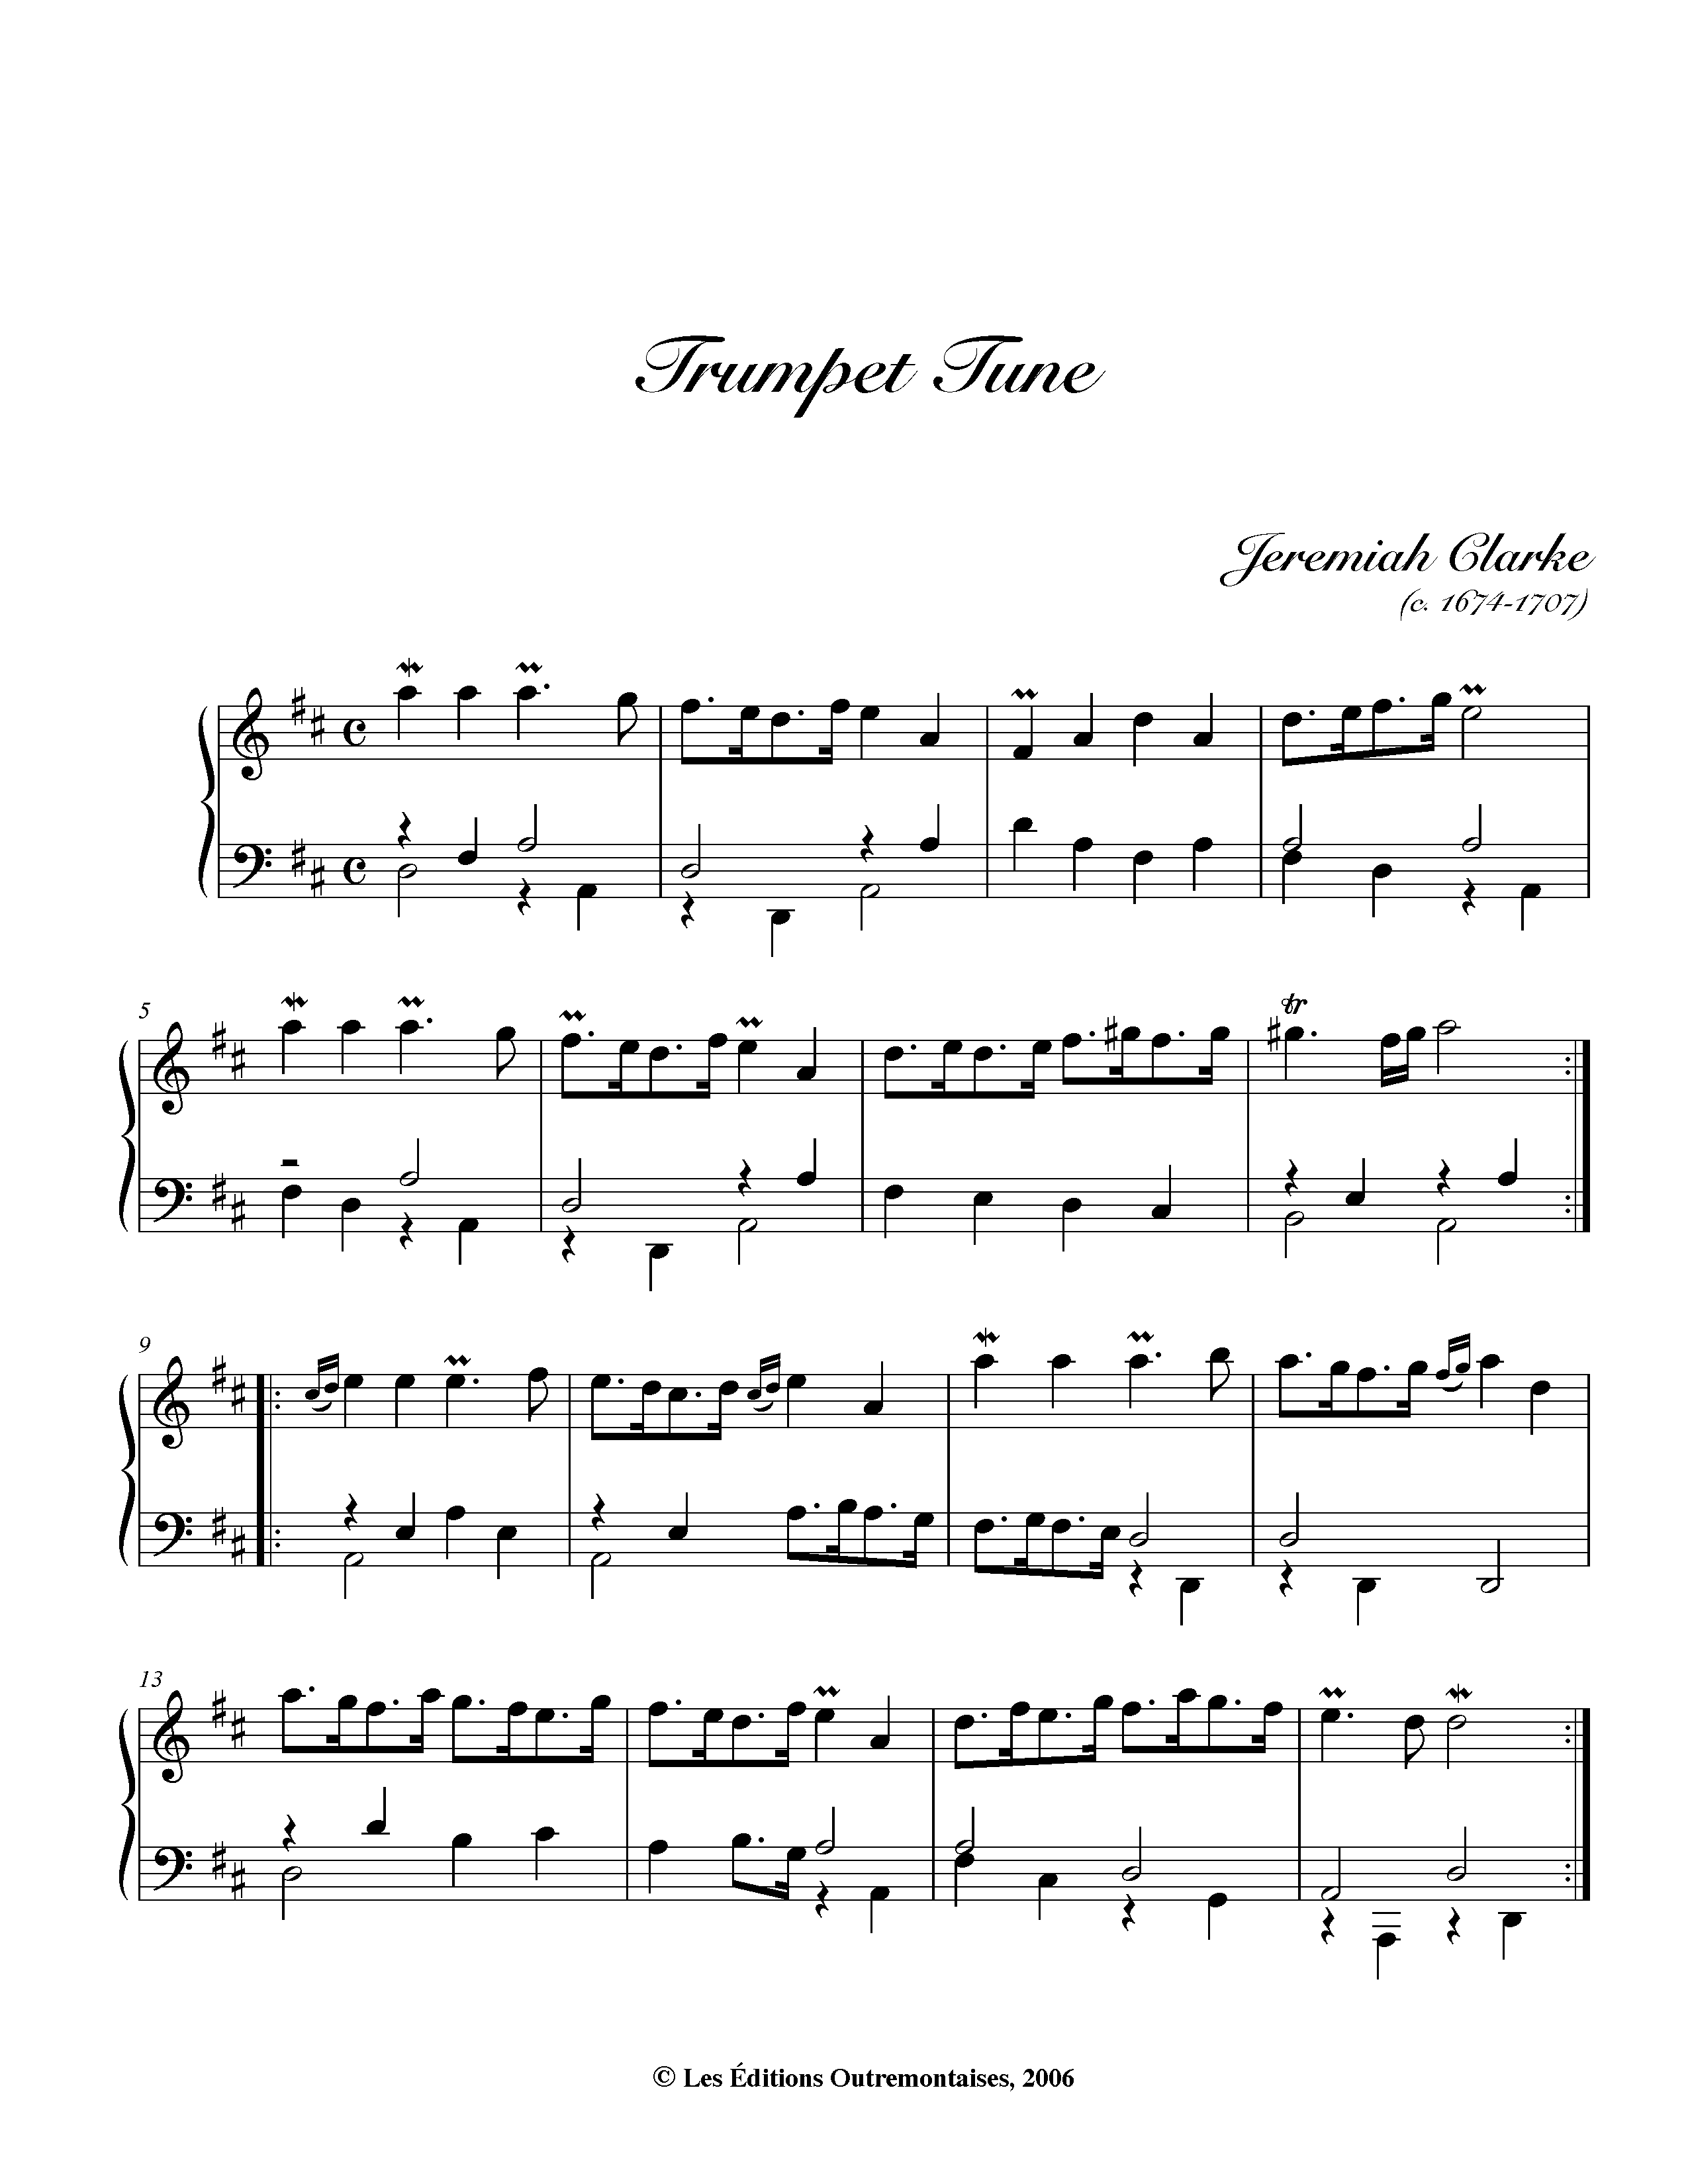 Trumpet Tune
Jeremiah Clarke
(c. 1674-1707)
5
9
13
© Les Éditions Outremontaises, 2006